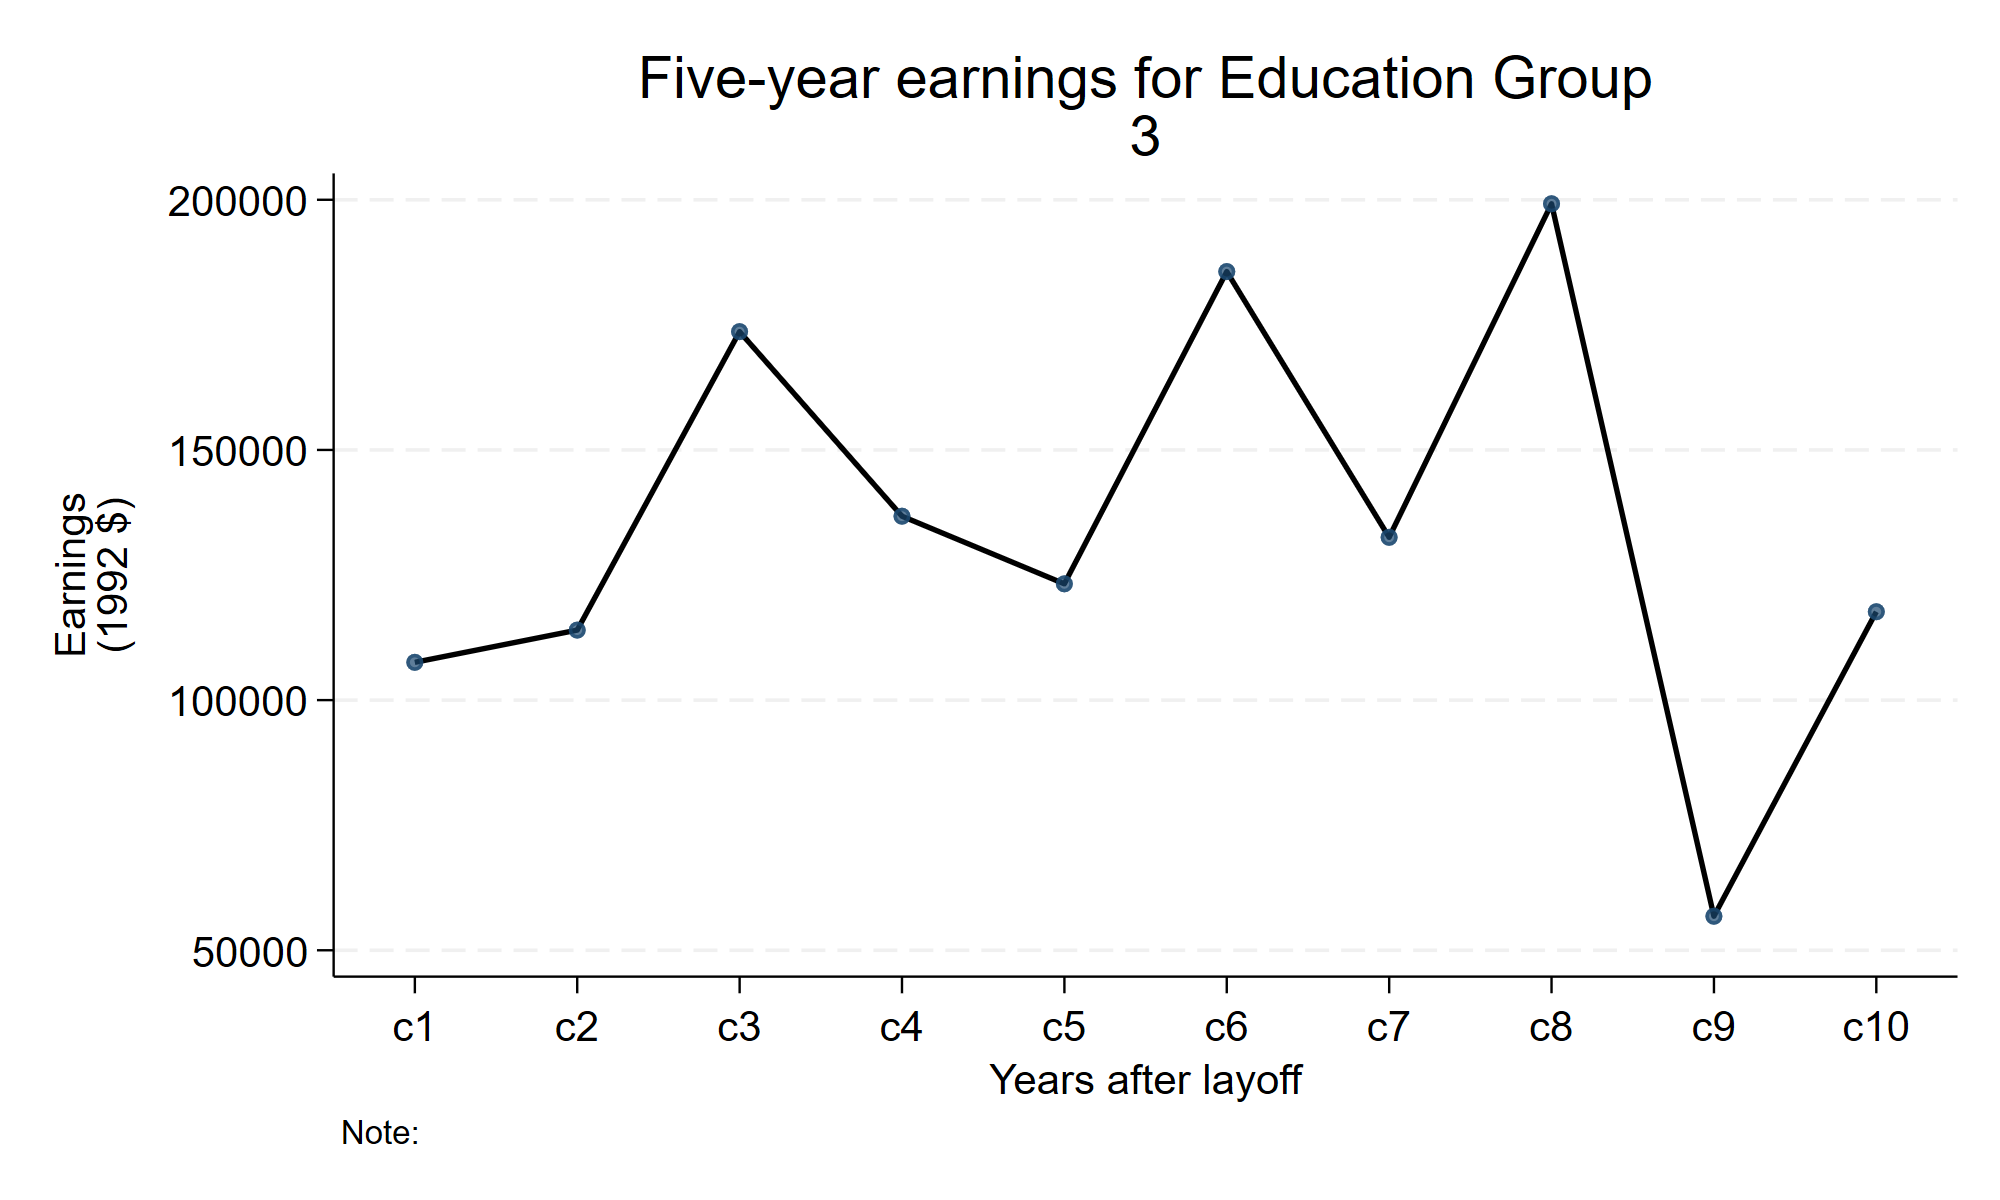 Five-year earnings for Education Group
3
200000
150000
100000
50000
Earnings
(1992 $)
c1 c2 c3 c4 c5 c6 c7 c8 c9 c10
Years after layoff
Note: